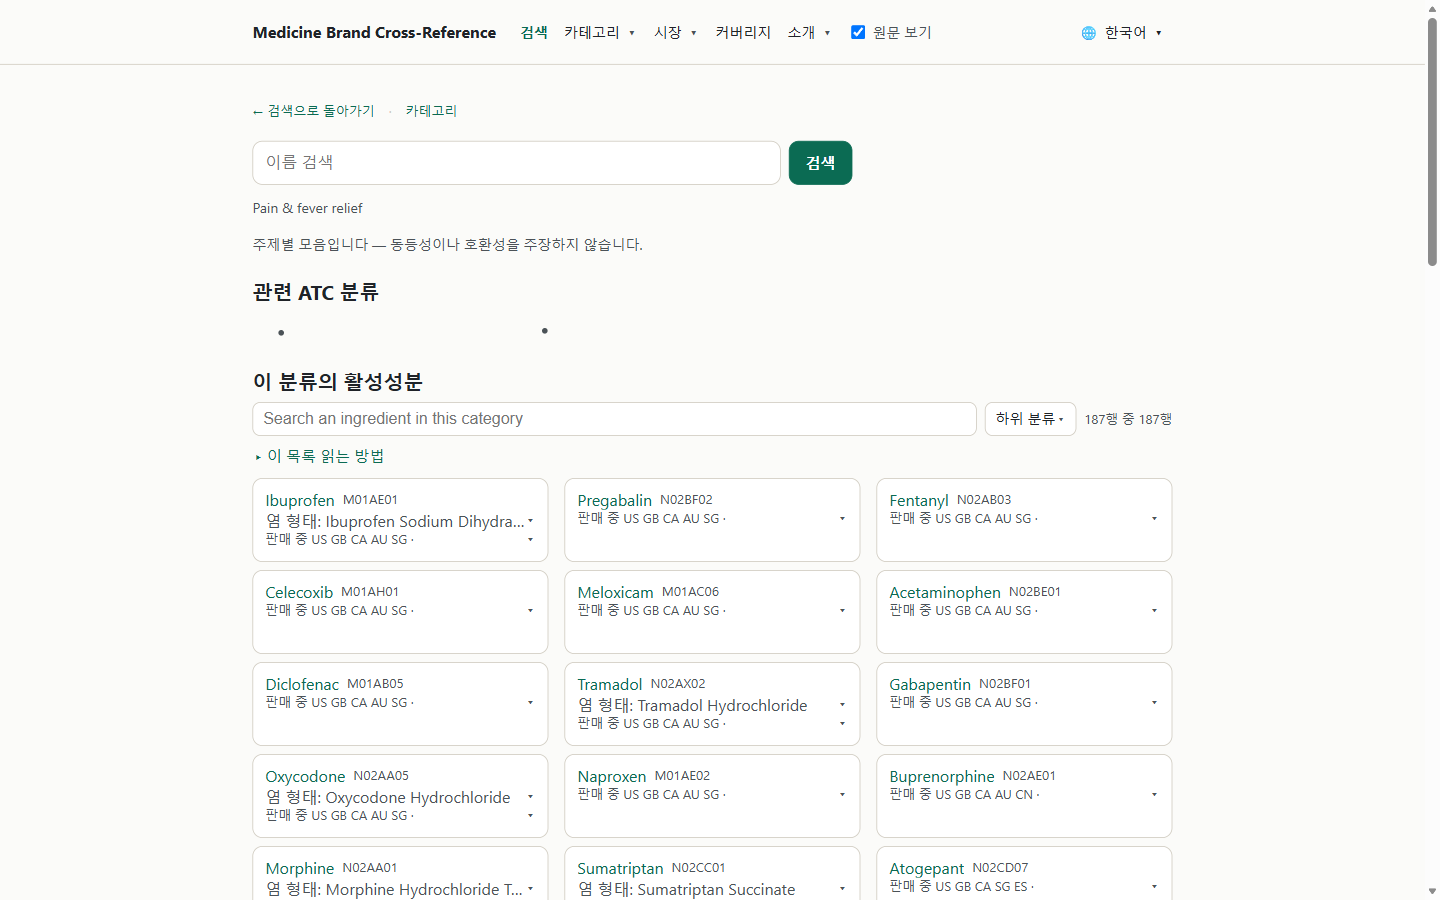 Medicine Brand Cross-Reference 검색 카테고리 ▾ 시장 ▾ 커버리지 소개 ▾ 원문 보기 한국어 ▾
← 검색으로 돌아가기 · 카테고리
이름 검색 검색
Pain & fever relief
주제별 모음입니다 — 동등성이나 호환성을 주장하지 않습니다.
관련 ATC 분류
이 분류의 활성성분
Search an ingredient in this category 하위 분류 ▾ 187행 중 187행
▸ 이 목록 읽는 방법
Ibuprofen M01AE01
염 형태: Ibuprofen Sodium Dihydra... ▾
판매 중 US GB CA AU SG · ▾
Pregabalin N02BF02
판매 중 US GB CA AU SG · ▾
Fentanyl N02AB03
판매 중 US GB CA AU SG · ▾
Celecoxib M01AH01
판매 중 US GB CA AU SG · ▾
Meloxicam M01AC06
판매 중 US GB CA AU SG · ▾
Acetaminophen N02BE01
판매 중 US GB CA AU SG · ▾
Diclofenac M01AB05
판매 중 US GB CA AU SG · ▾
Tramadol N02AX02
염 형태: Tramadol Hydrochloride ▾
판매 중 US GB CA AU SG · ▾
Gabapentin N02BF01
판매 중 US GB CA AU SG · ▾
Oxycodone N02AA05
염 형태: Oxycodone Hydrochloride ▾
판매 중 US GB CA AU SG · ▾
Naproxen M01AE02
판매 중 US GB CA AU SG · ▾
Buprenorphine N02AE01
판매 중 US GB CA AU CN · ▾
Morphine N02AA01
염 형태: Morphine Hydrochloride T... ▾
Sumatriptan N02CC01
염 형태: Sumatriptan Succinate ▾
Atogepant N02CD07
판매 중 US GB CA SG ES · ▾